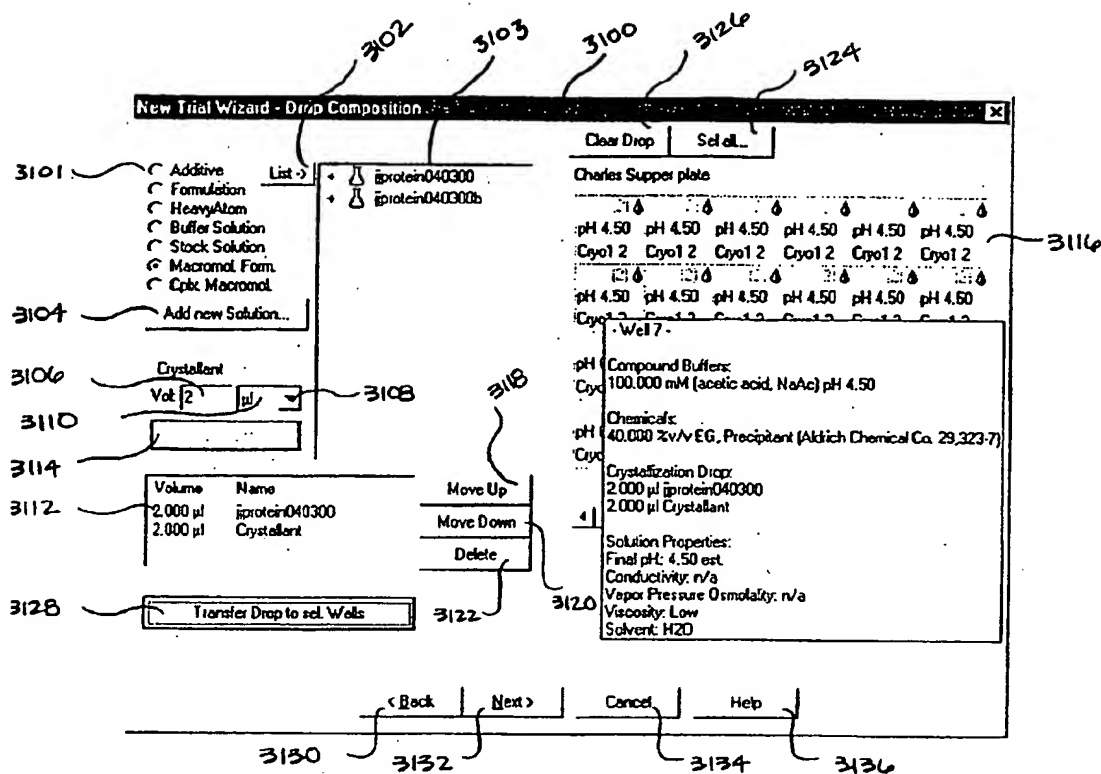 3102
3103
3100
3126
3124
New Trial Wizard - Drop Composition
Clear Drop
Sel all...
3101
Additive
Formulation
HeavyAtom
Buffer Solution
Stock Solution
Macromol. Form.
Cplx. Macromol.
List ->
jjprotein040300
jjprotein040300b
Charles Supper plate
pH 4.50 pH 4.50 pH 4.50 pH 4.50 pH 4.50 pH 4.50
Cryo1 2 Cryo1 2 Cryo1 2 Cryo1 2 Cryo1 2 Cryo1 2
3116
pH 4.50 pH 4.50 pH 4.50 pH 4.50 pH 4.50 pH 4.60
3104
Add new Solution...
Crystallant
3106
Vol: 2 µl
3108
3110
3114
3118
- Well 7 -
Compound Buffers:
100.000 mM (acetic acid, NaAc) pH 4.50
Chemicals:
40.000 %v/v EG, Precipitant (Aldrich Chemical Co. 29,323-7)
Crystallization Drop:
2.000 µl jjprotein040300
2.000 µl Crystallant
Solution Properties:
Final pH: 4.50 est.
Conductivity: n/a
Vapor Pressure Osmolality: n/a
Viscosity: Low
Solvent: H2O
3112
Volume Name
2.000 µl jjprotein040300
2.000 µl Crystallant
Move Up
Move Down
Delete
3120
3122
3128
Transfer Drop to sel. Wells
< Back
Next >
Cancel
Help
3130
3132
3134
3136